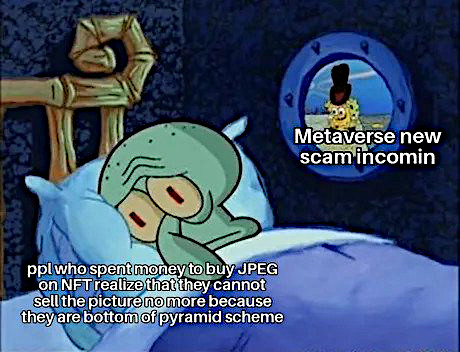 Metaverse new
scam incomin
ppl who spent money to buy JPEG
on NFT realize that they cannot
sell the picture no more because
they are bottom of pyramid scheme